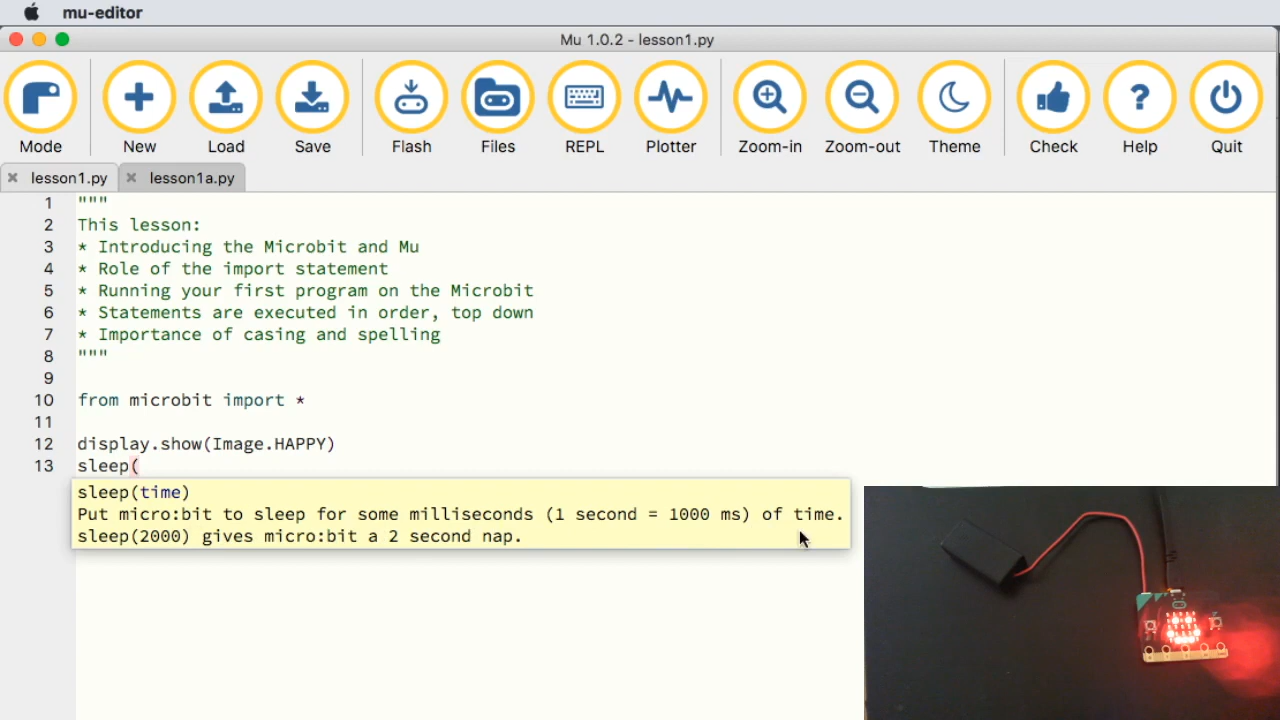 mu-editor
Mu 1.0.2 - lesson1.py
Mode New Load Save Flash Files REPL Plotter Zoom-in Zoom-out Theme Check Help Quit
lesson1.py lesson1a.py
1 """
2 This lesson:
3 * Introducing the Microbit and Mu
4 * Role of the import statement
5 * Running your first program on the Microbit
6 * Statements are executed in order, top down
7 * Importance of casing and spelling
8 """
9
10 from microbit import *
11
12 display.show(Image.HAPPY)
13 sleep(
sleep(time)
Put micro:bit to sleep for some milliseconds (1 second = 1000 ms) of time.
sleep(2000) gives micro:bit a 2 second nap.